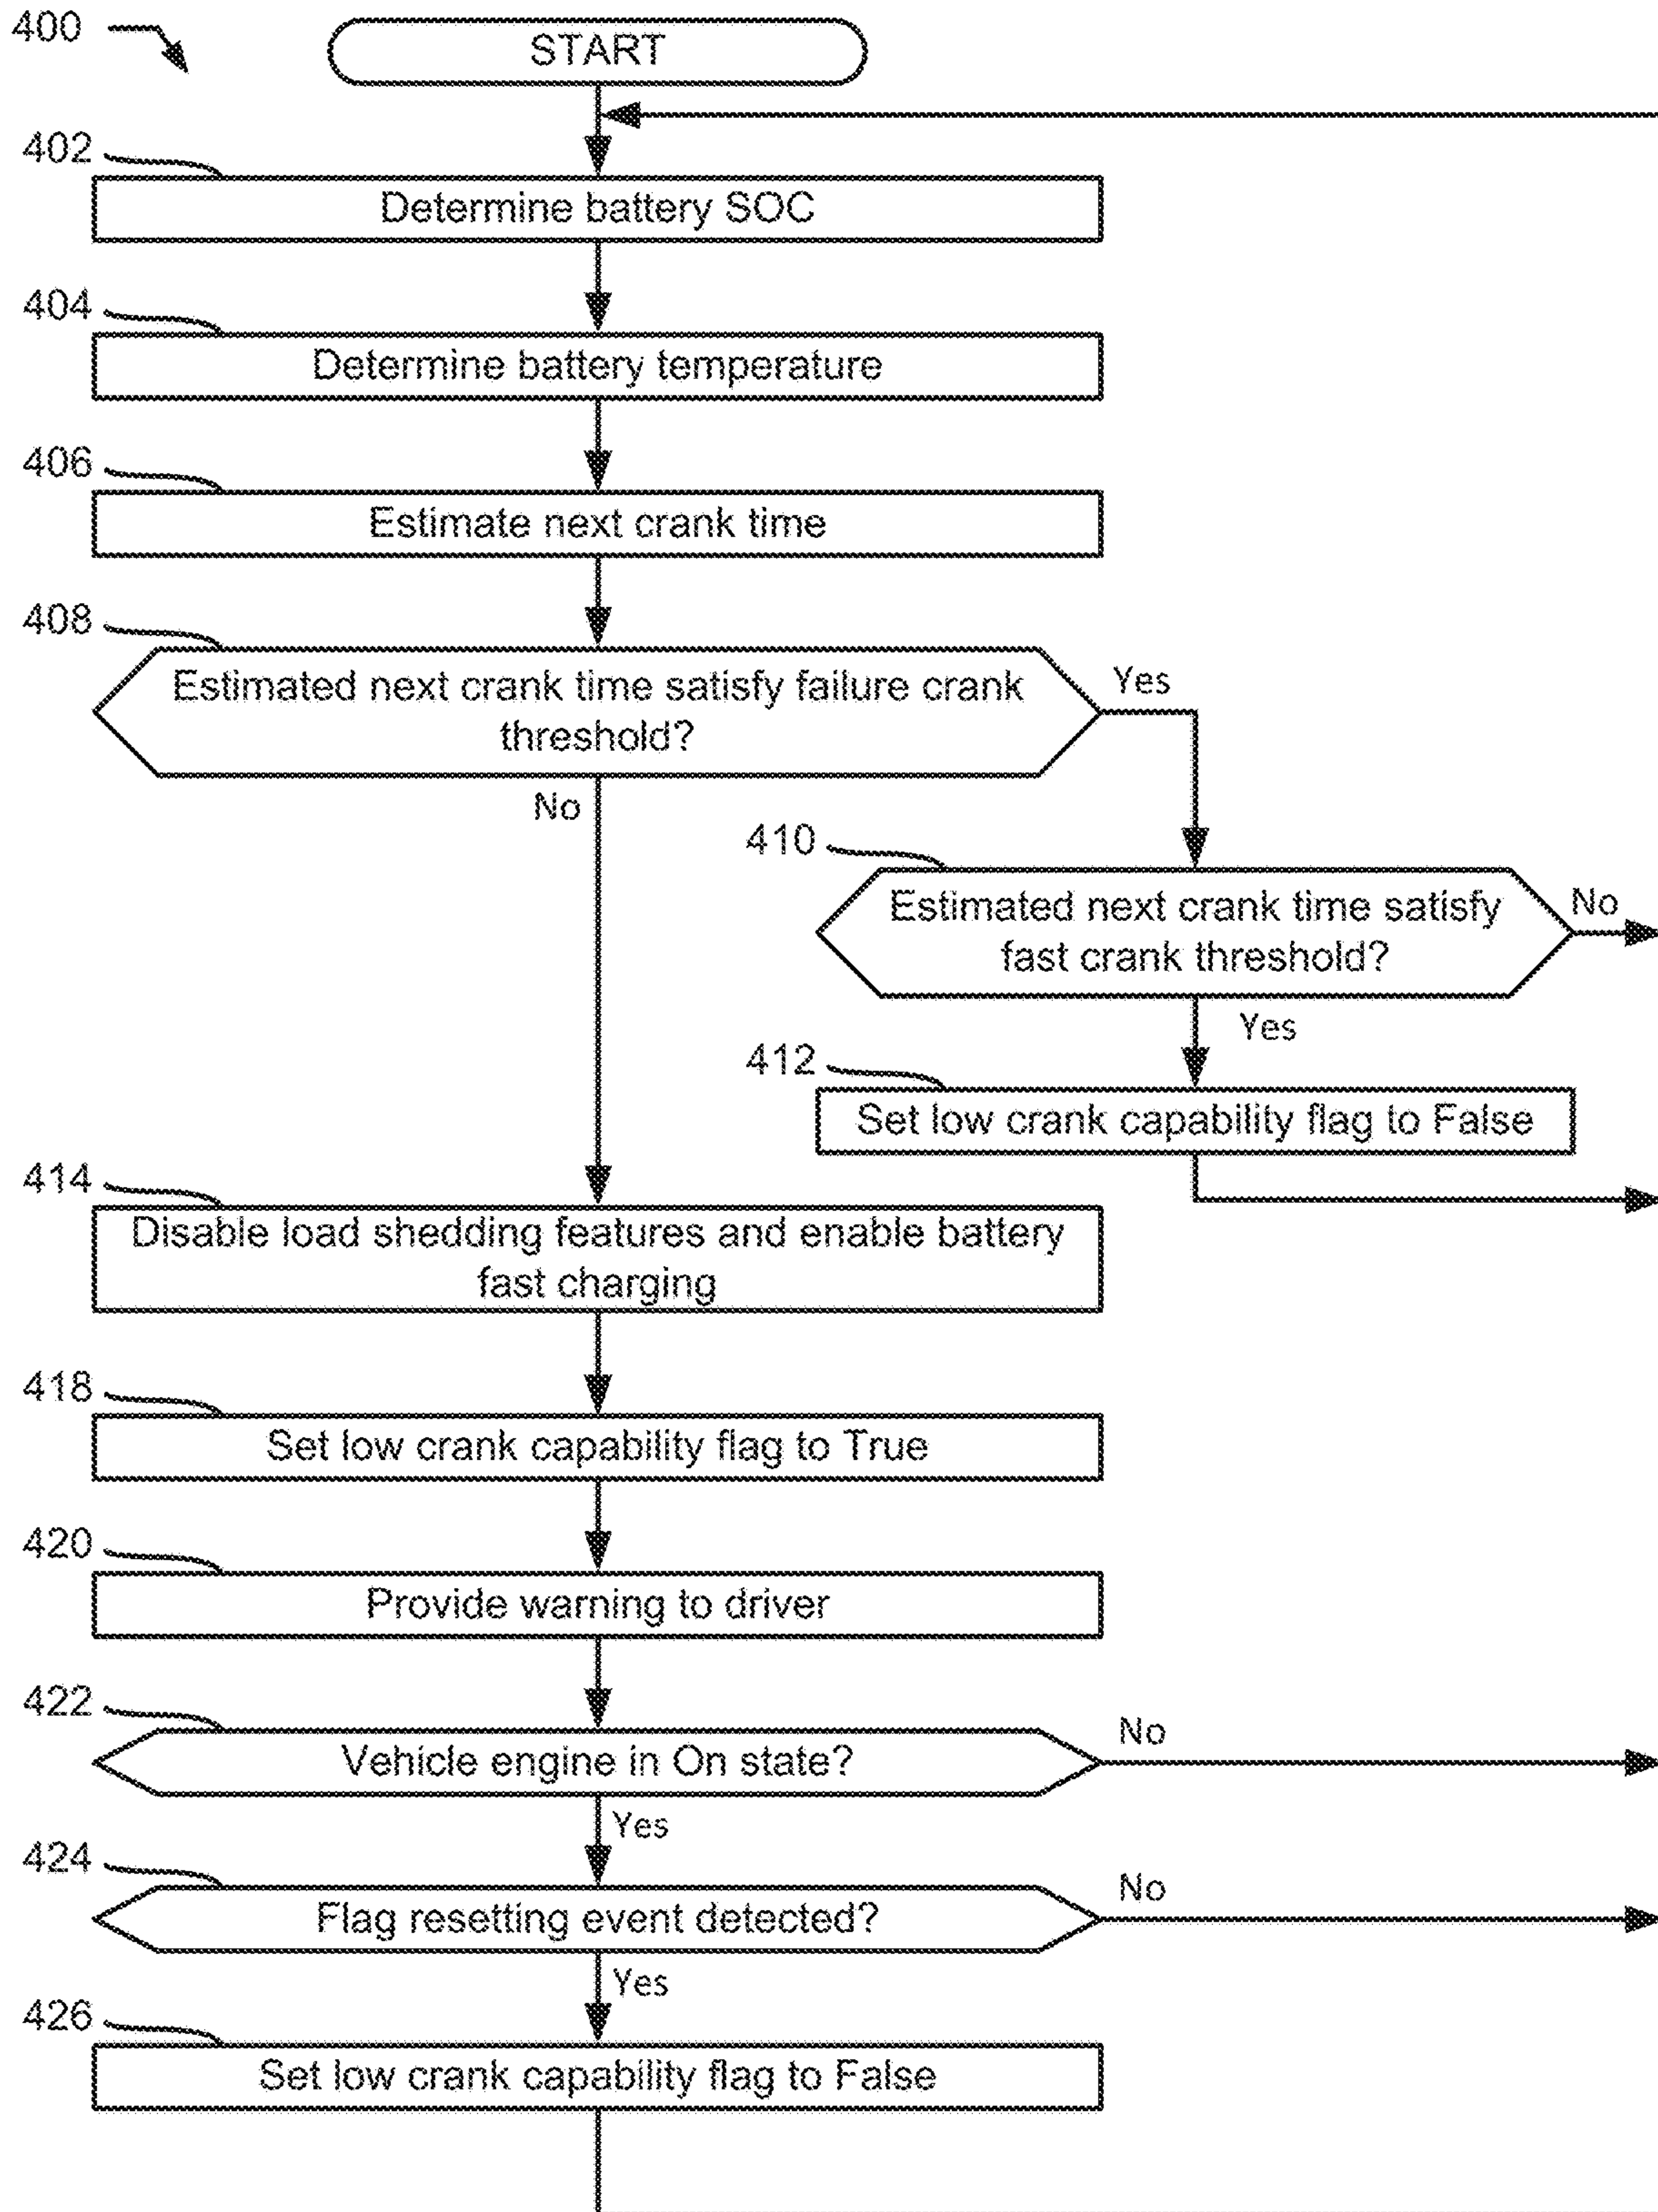 400
START
402
Determine battery SOC
404
Determine battery temperature
406
Estimate next crank time
408
Estimated next crank time satisfy failure crank
threshold?
Yes
No
410
Estimated next crank time satisfy
fast crank threshold?
No
Yes
412
Set low crank capability flag to False
414
Disable load shedding features and enable battery
fast charging
418
Set low crank capability flag to True
420
Provide warning to driver
422
Vehicle engine in On state?
No
Yes
424
Flag resetting event detected?
No
Yes
426
Set low crank capability flag to False